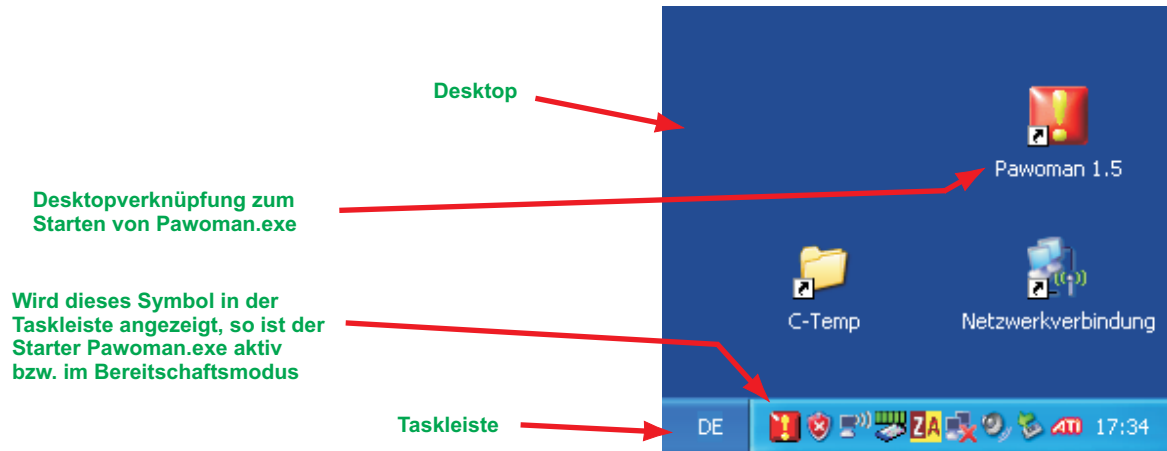 Desktop
Pawoman 1.5
Desktopverknüpfung zum
Starten von Pawoman.exe
Wird dieses Symbol in der
Taskleiste angezeigt, so ist der
Starter Pawoman.exe aktiv
bzw. im Bereitschaftsmodus
C-Temp
Netzwerkverbindung
Taskleiste
DE
ZA
ATI
17:34